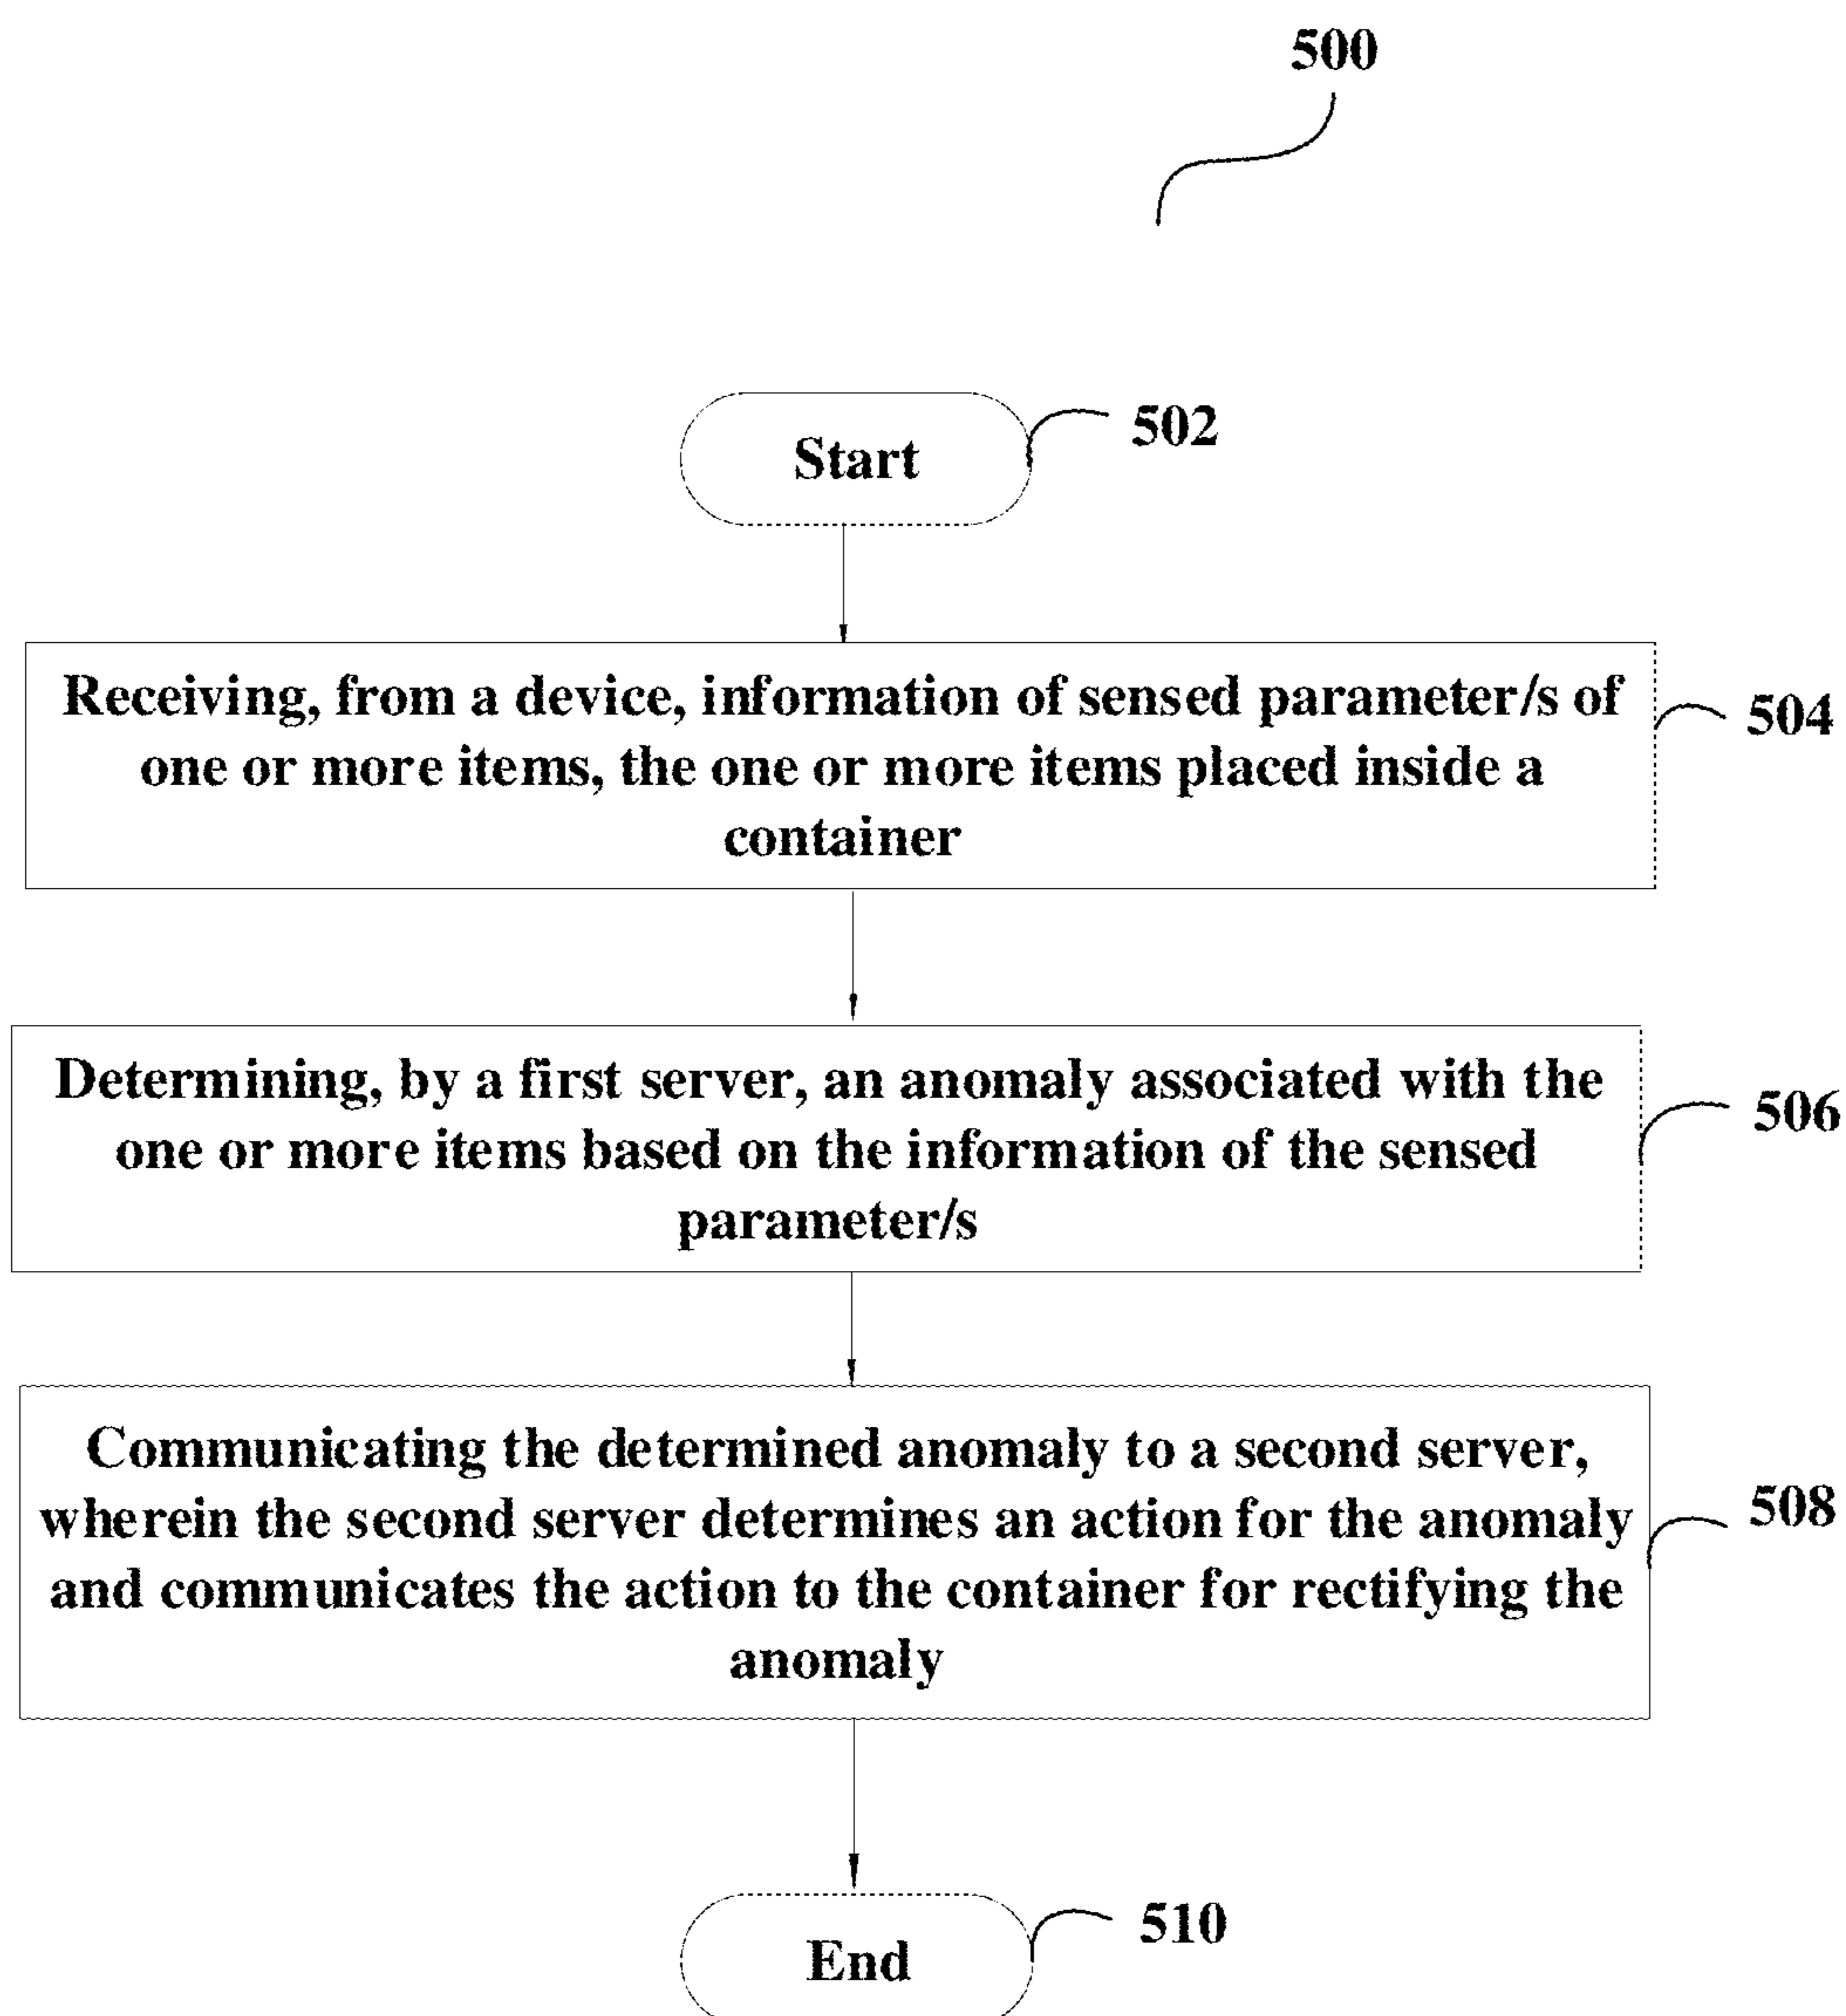 500
Start
502
Receiving, from a device, information of sensed parameter/s of
one or more items, the one or more items placed inside a
container
504
Determining, by a first server, an anomaly associated with the
one or more items based on the information of the sensed
parameter/s
506
Communicating the determined anomaly to a second server,
wherein the second server determines an action for the anomaly
and communicates the action to the container for rectifying the
anomaly
508
End
510